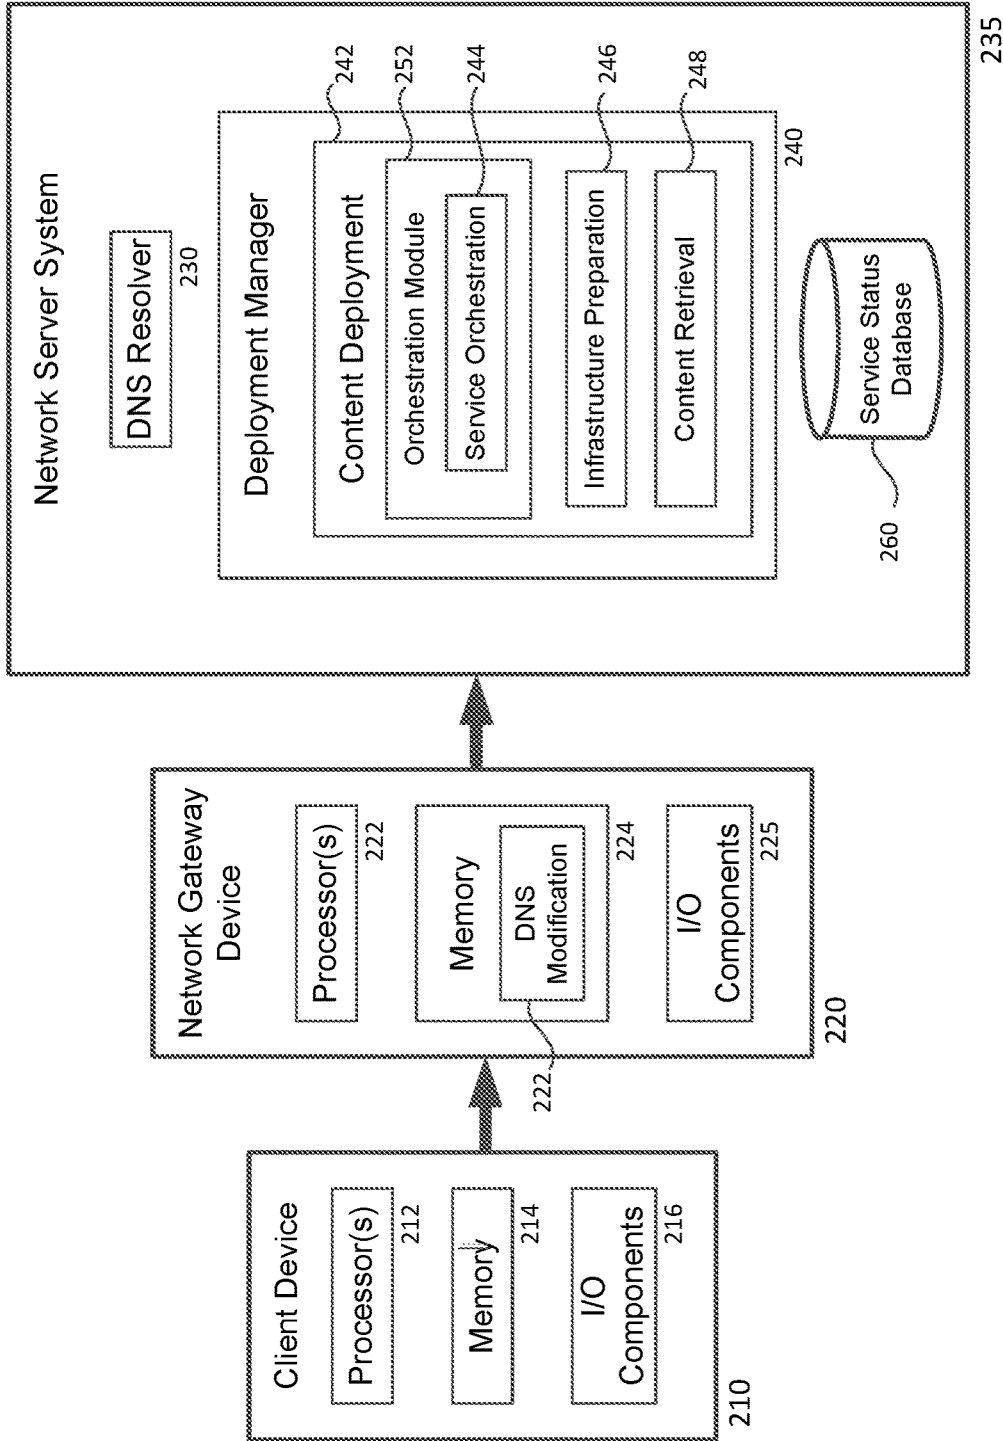 Client Device
Processor(s)
212
Memory
214
I/O
Components
216
210
Network Gateway
Device
Processor(s)
222
Memory
DNS
Modification
222
224
I/O
Components
225
220
Network Server System
DNS Resolver
230
Deployment Manager
Content Deployment
242
Orchestration Module
252
Service Orchestration
244
Infrastructure Preparation
246
Content Retrieval
248
240
Service Status
Database
260
235